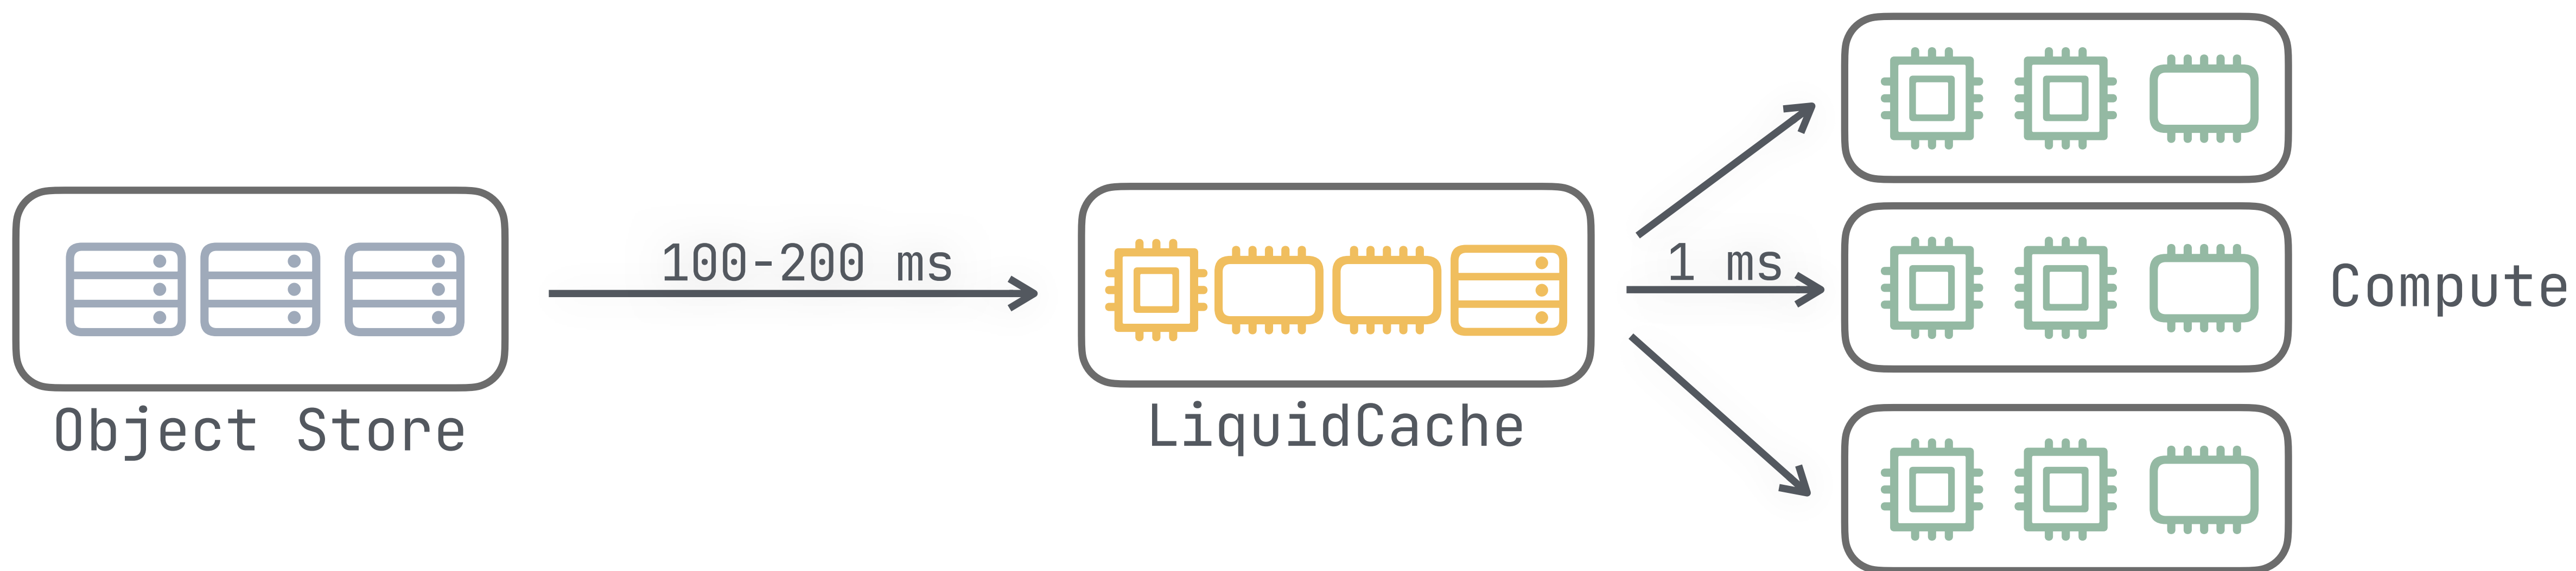 100-200 ms
1 ms
Compute
Object Store
LiquidCache